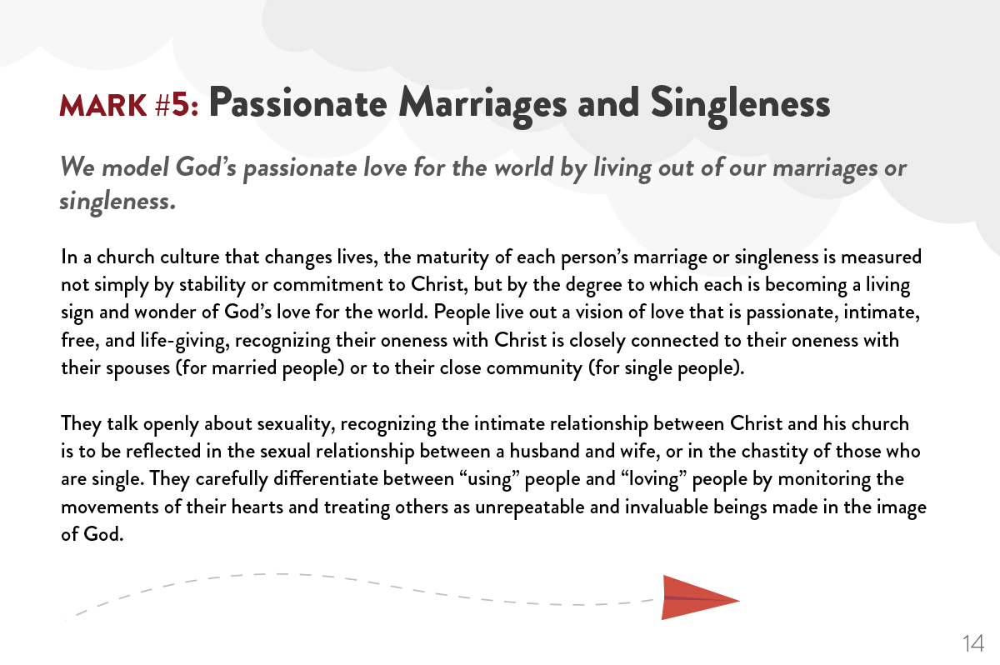 MARK #5: Passionate Marriages and Singleness
We model God’s passionate love for the world by living out of our marriages or
singleness.
In a church culture that changes lives, the maturity of each person’s marriage or singleness is measured
not simply by stability or commitment to Christ, but by the degree to which each is becoming a living
sign and wonder of God’s love for the world. People live out a vision of love that is passionate, intimate,
free, and life-giving, recognizing their oneness with Christ is closely connected to their oneness with
their spouses (for married people) or to their close community (for single people).
They talk openly about sexuality, recognizing the intimate relationship between Christ and his church
is to be reflected in the sexual relationship between a husband and wife, or in the chastity of those who
are single. They carefully differentiate between “using” people and “loving” people by monitoring the
movements of their hearts and treating others as unrepeatable and invaluable beings made in the image
of God.
14